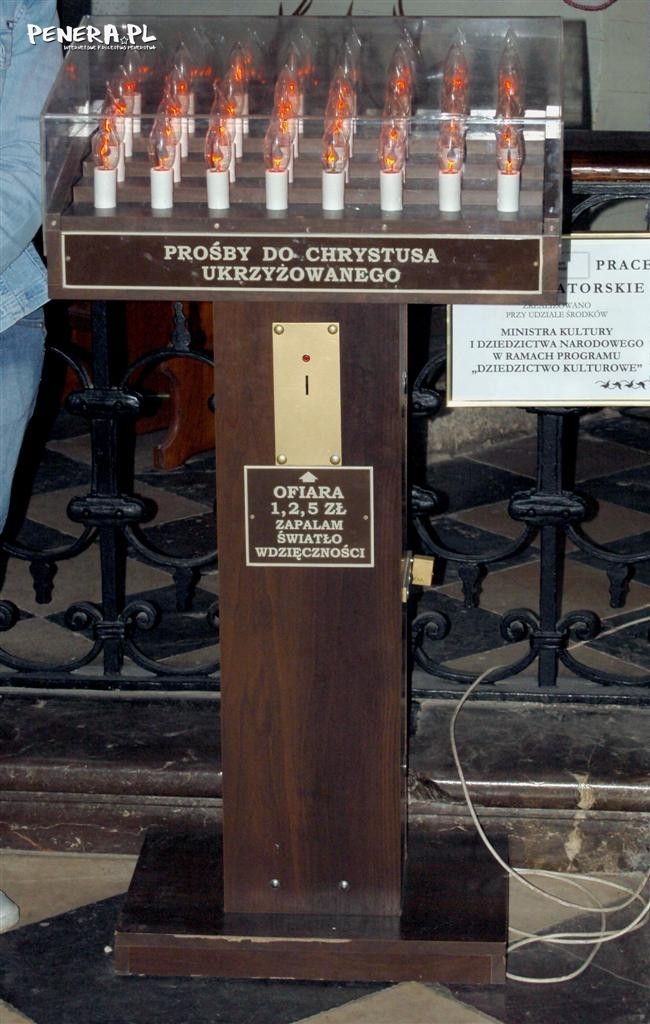 PENERA.PL
PROŚBY DO CHRYSTUSA
UKRZYŻOWANEGO
PRACE
ATORSKIE
ZREALIZOWANO
PRZY UDZIALE ŚRODKÓW
MINISTRA KULTURY
I DZIEDZICTWA NARODOWEGO
W RAMACH PROGRAMU
„DZIEDZICTWO KULTUROWE”
OFIARA
1,2,5 ZŁ
ZAPALAM
ŚWIATŁO
WDZIĘCZNOŚCI